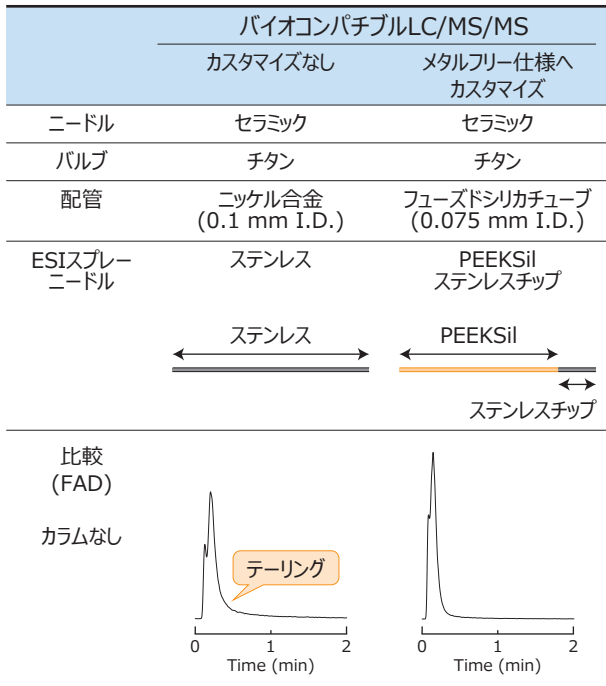 バイオコンパチブルLC/MS/MS
カスタマイズなし
メタルフリー仕様へ
カスタマイズ
ニードル
セラミック
セラミック
バルブ
チタン
チタン
配管
ニッケル合金
(0.1 mm I.D.)
フューズドシリカチューブ
(0.075 mm I.D.)
ESIスプレー
ニードル
ステンレス
PEEKSil
ステンレスチップ
ステンレス
PEEKSil
ステンレスチップ
比較
(FAD)
カラムなし
テーリング
0 1 2
Time (min)
0 1 2
Time (min)